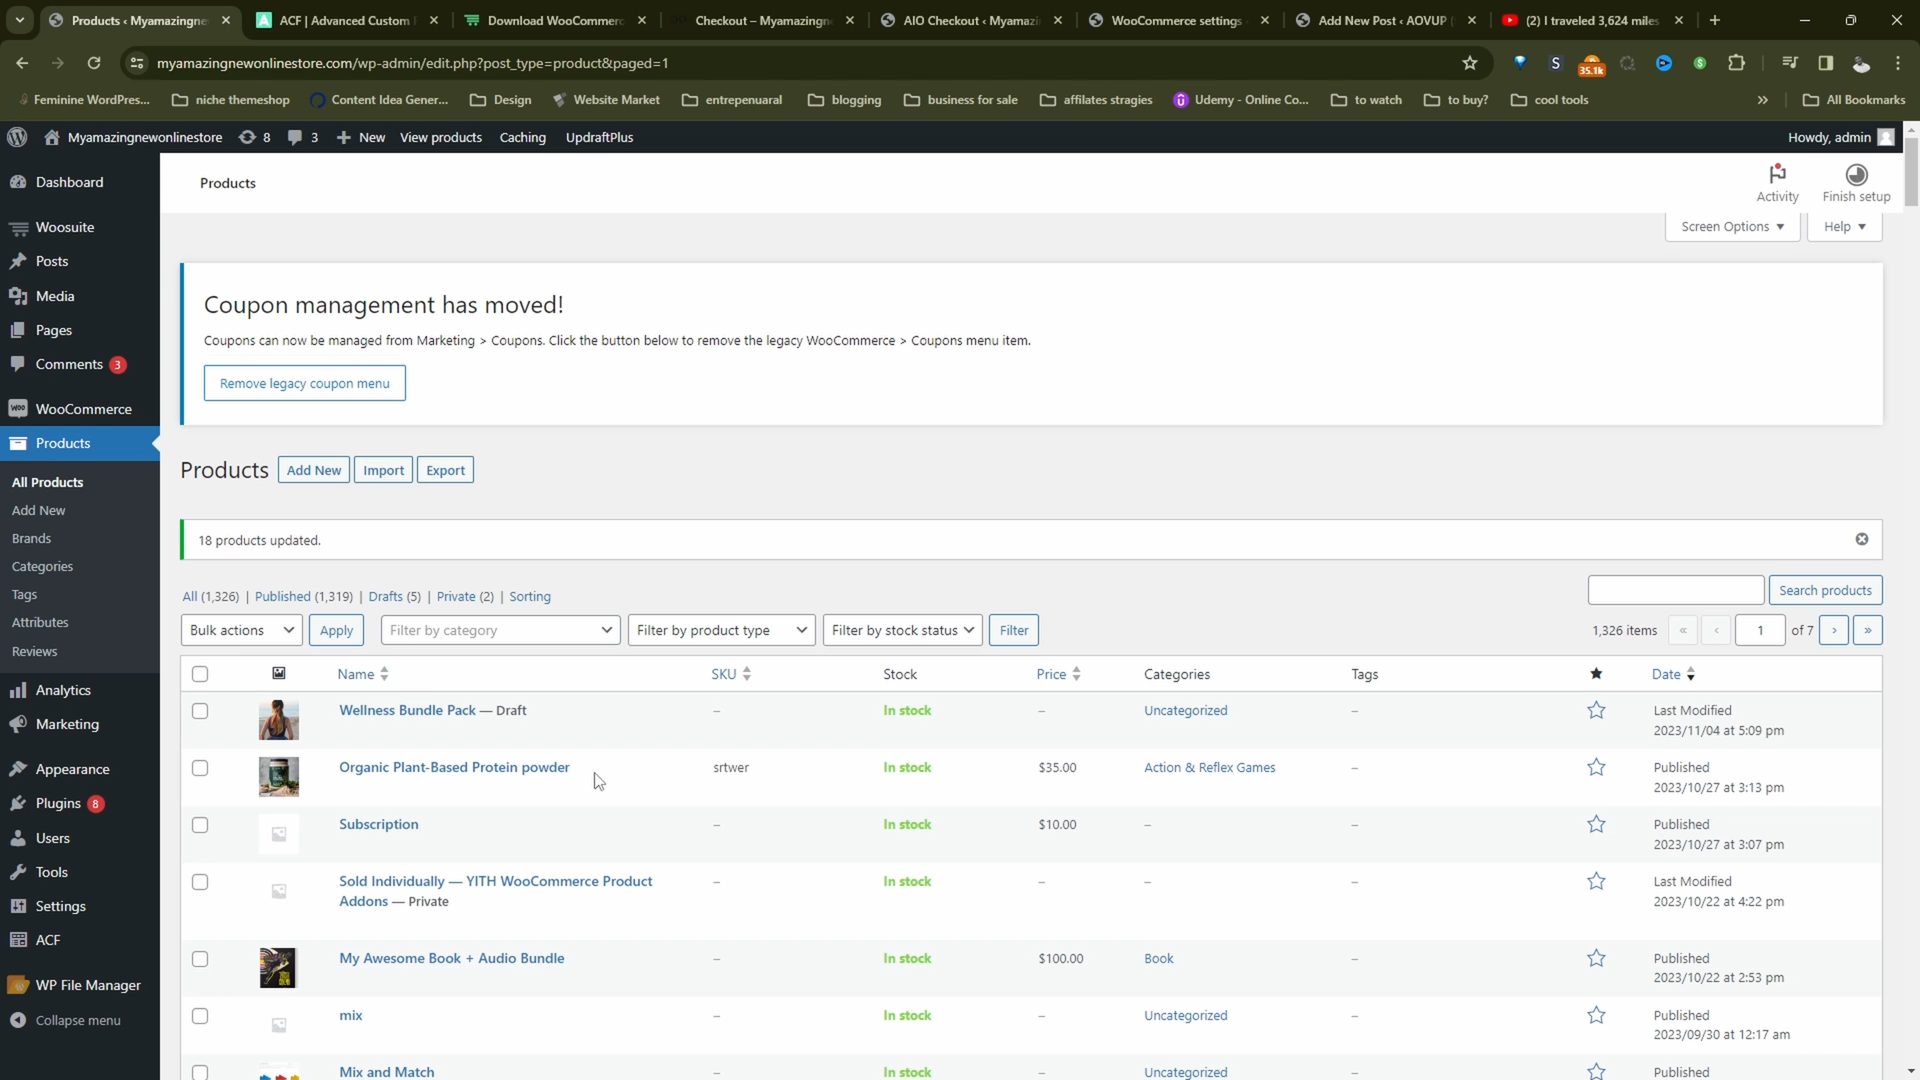 Products ‹ Myamazingne
ACF | Advanced Custom F
Download WooCommerc
Checkout – Myamazingn
AIO Checkout ‹ Myamazi
WooCommerce settings
Add New Post ‹ AOVUP (
(2) I traveled 3,624 miles
myamazingnewonlinestore.com/wp-admin/edit.php?post_type=product&paged=1
35.1k
Feminine WordPres...
niche themeshop
Content Idea Gener...
Design
Website Market
entrepenuaral
blogging
business for sale
affilates stragies
Udemy - Online Co...
to watch
to buy?
cool tools
»
All Bookmarks
Myamazingnewonlinestore
8
3
New
View products
Caching
UpdraftPlus
Howdy, admin
Dashboard
Woosuite
Posts
Media
Pages
Comments 3
WooCommerce
Products
All Products
Add New
Brands
Categories
Tags
Attributes
Reviews
Analytics
Marketing
Appearance
Plugins 8
Users
Tools
Settings
ACF
WP File Manager
Collapse menu
Products
Activity
Finish setup
Screen Options
Help
Coupon management has moved!
Coupons can now be managed from Marketing > Coupons. Click the button below to remove the legacy WooCommerce > Coupons menu item.
Remove legacy coupon menu
Products Add New Import Export
18 products updated.
All (1,326) | Published (1,319) | Drafts (5) | Private (2) | Sorting
Search products
Bulk actions Apply Filter by category Filter by product type Filter by stock status Filter
1,326 items « ‹ 1 of 7 › »
Name SKU Stock Price Categories Tags Date
Wellness Bundle Pack — Draft – In stock – Uncategorized – Last Modified
2023/11/04 at 5:09 pm
Organic Plant-Based Protein powder srtwer In stock $35.00 Action & Reflex Games – Published
2023/10/27 at 3:13 pm
Subscription – In stock $10.00 – – Published
2023/10/27 at 3:07 pm
Sold Individually — YITH WooCommerce Product – In stock – – – Last Modified
Addons — Private 2023/10/22 at 4:22 pm
My Awesome Book + Audio Bundle – In stock $100.00 Book – Published
2023/10/22 at 2:53 pm
mix – In stock – Uncategorized – Published
2023/09/30 at 12:17 am
Mix and Match – In stock – Uncategorized – Published